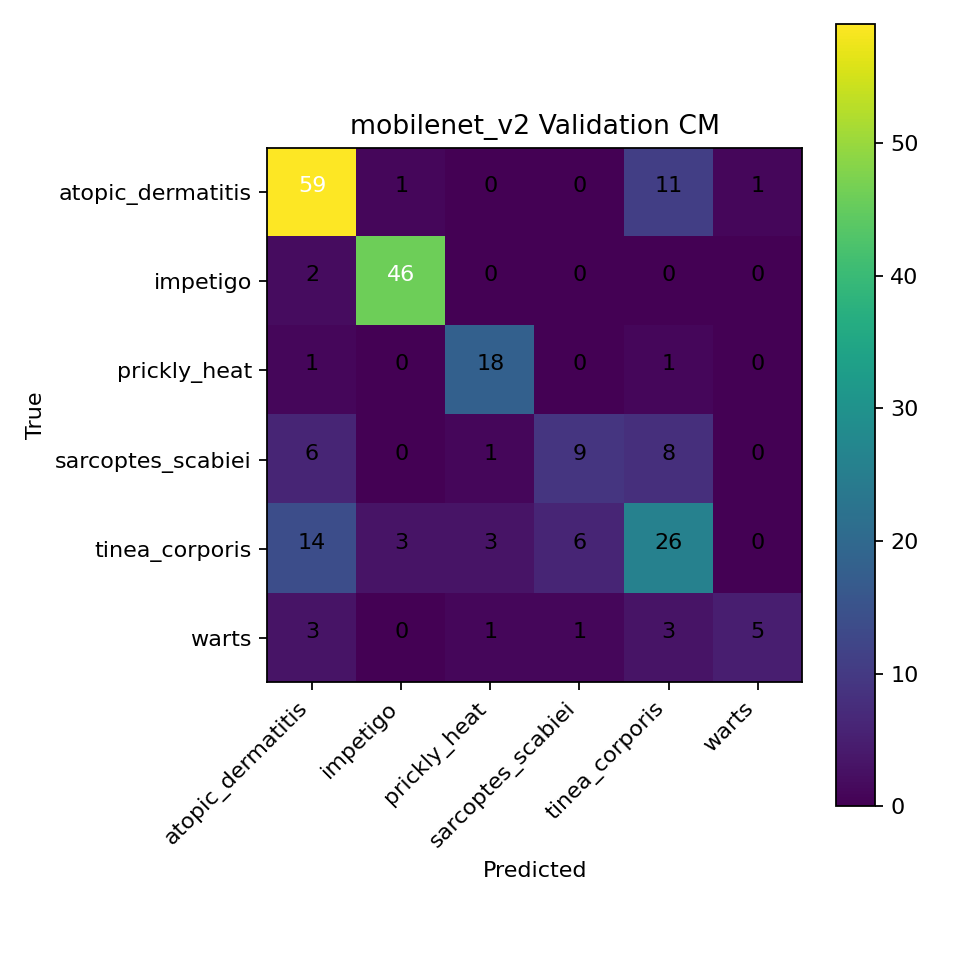 mobilenet_v2 Validation CM
True
atopic_dermatitis 59 1 0 0 11 1
impetigo 2 46 0 0 0 0
prickly_heat 1 0 18 0 1 0
sarcoptes_scabiei 6 0 1 9 8 0
tinea_corporis 14 3 3 6 26 0
warts 3 0 1 1 3 5
atopic_dermatitis
impetigo
prickly_heat
sarcoptes_scabiei
tinea_corporis
warts
Predicted
50
40
30
20
10
0